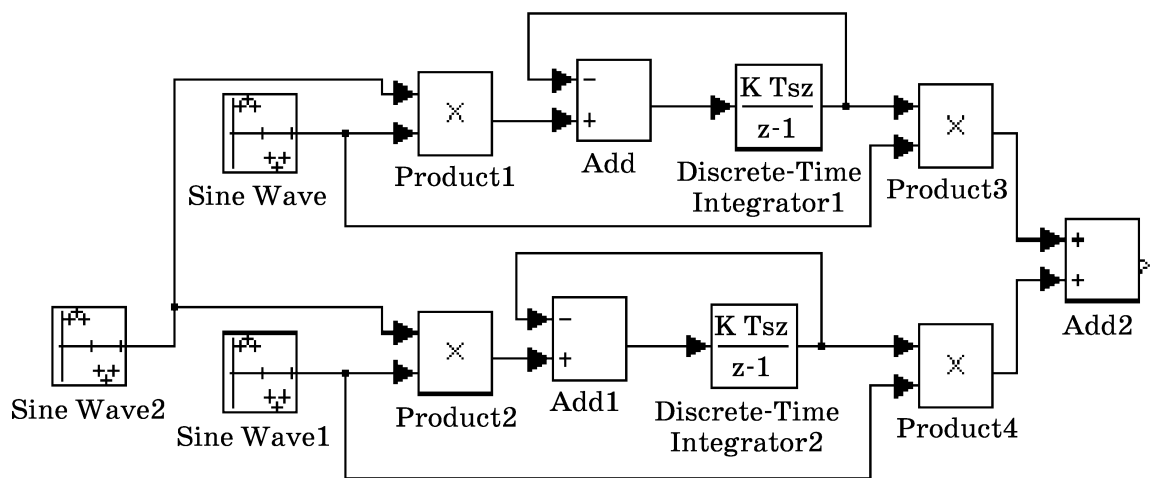 ×
Product1
Sine Wave
−
+
Add
K Tsz
z-1
Discrete-Time
Integrator1
×
Product3
Sine Wave2
Sine Wave1
×
Product2
−
+
Add1
K Tsz
z-1
Discrete-Time
Integrator2
×
Product4
+
+
Add2